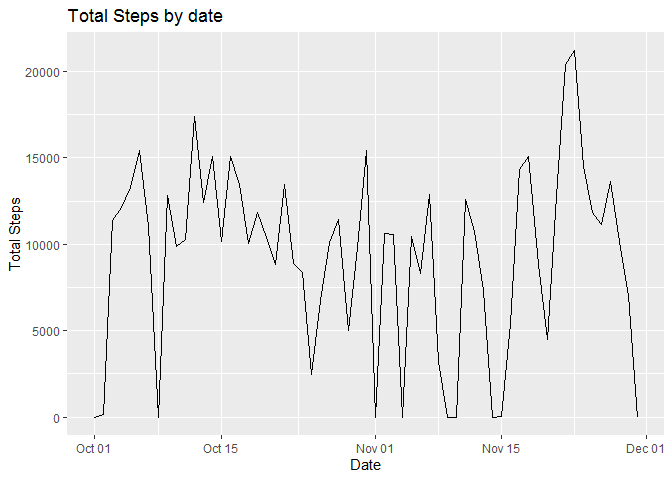 Total Steps by date
Total Steps
20000
15000
10000
5000
0
Oct 01
Oct 15
Nov 01
Nov 15
Dec 01
Date